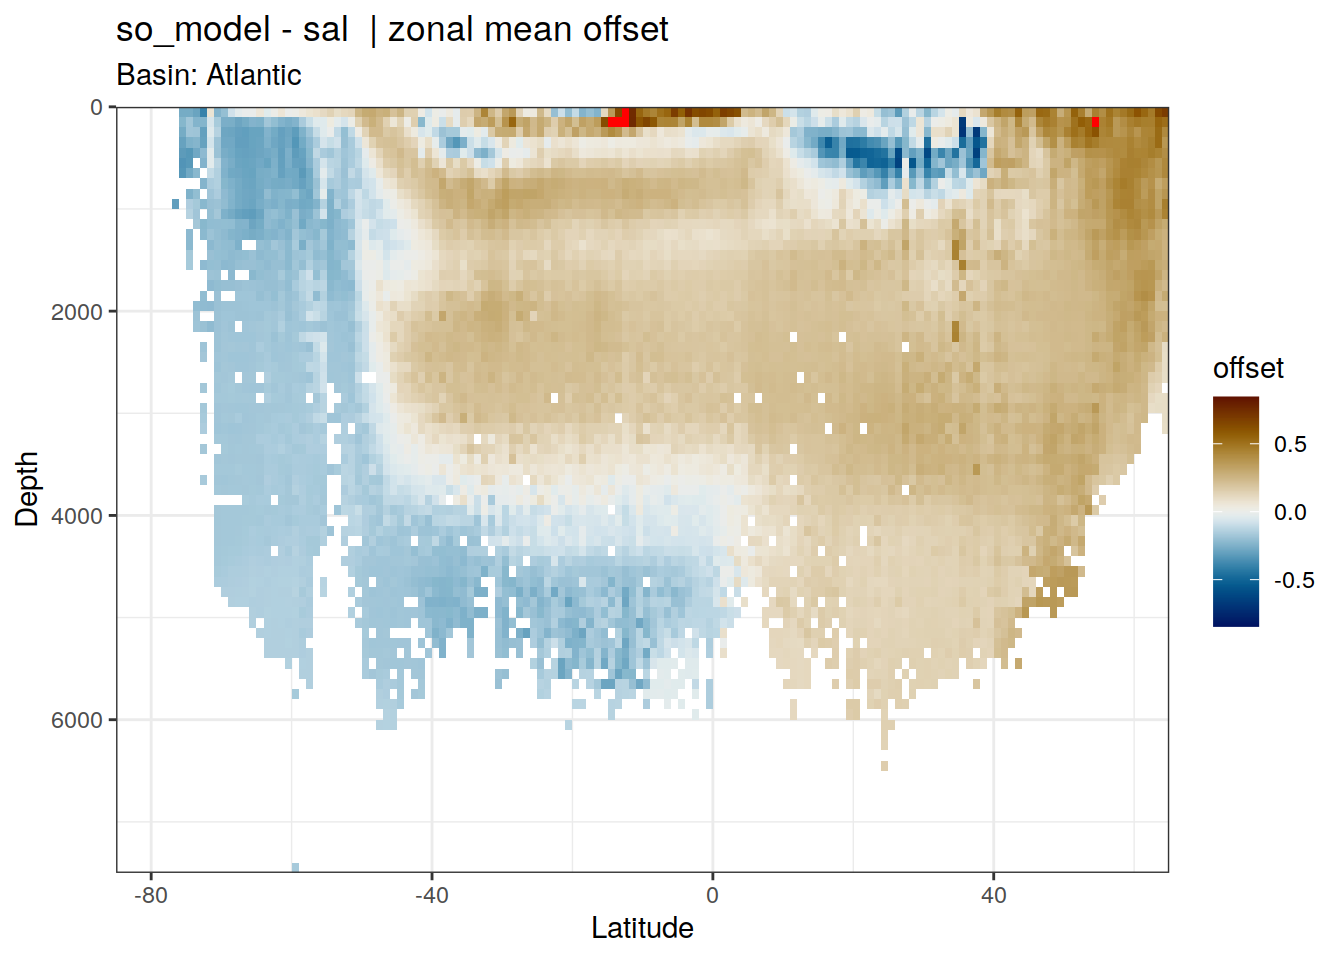 so_model - sal  | zonal mean offset
Basin: Atlantic
0
2000
4000
6000
Depth
-80
-40
0
40
Latitude
offset
0.5
0.0
-0.5